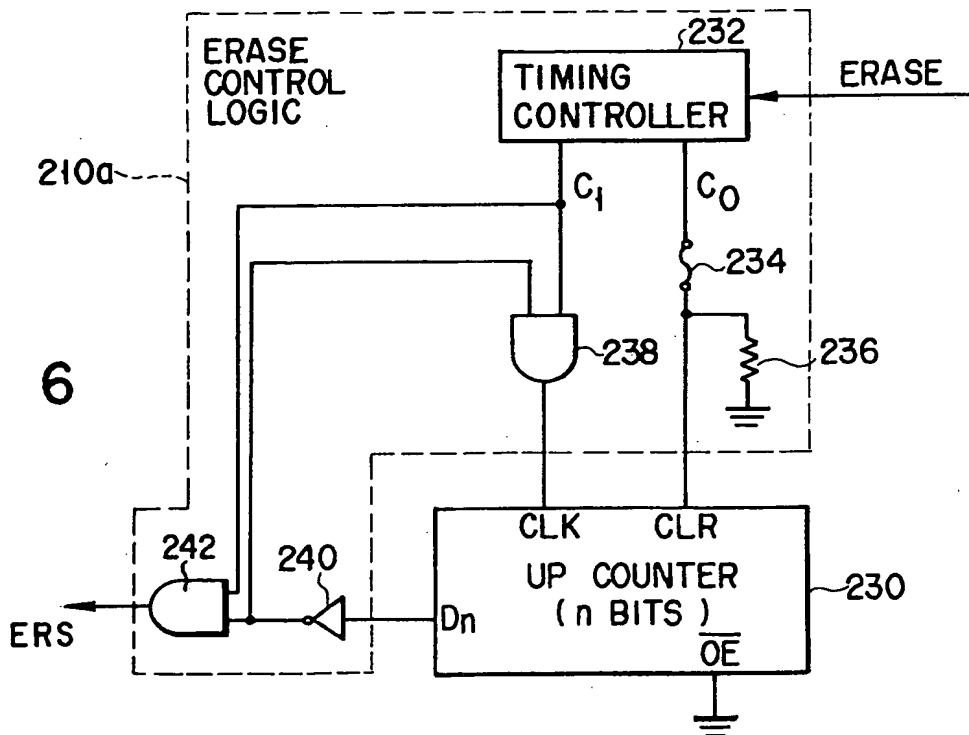 232
ERASE
CONTROL
LOGIC
TIMING
CONTROLLER
ERASE
210a
C1
C0
234
238
236
6
CLK
CLR
242
240
UP COUNTER
(n BITS)
230
Dn
ERS
OE